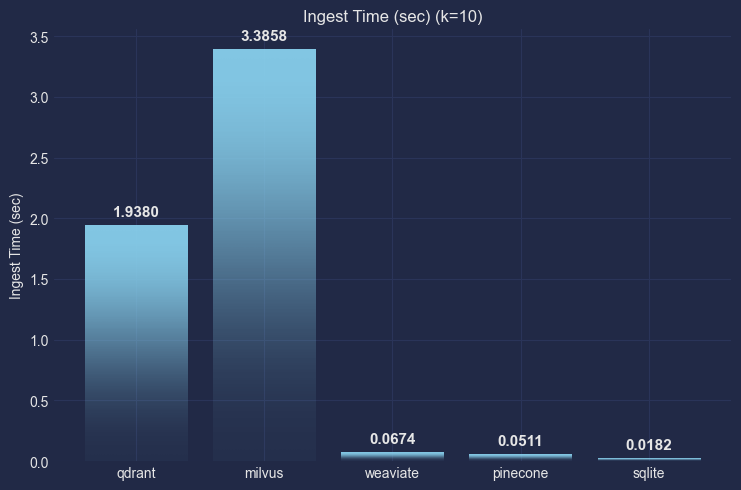 Ingest Time (sec) (k=10)
Ingest Time (sec)
3.5
3.0
2.5
2.0
1.5
1.0
0.5
0.0
1.9380
3.3858
0.0674
0.0511
0.0182
qdrant
milvus
weaviate
pinecone
sqlite